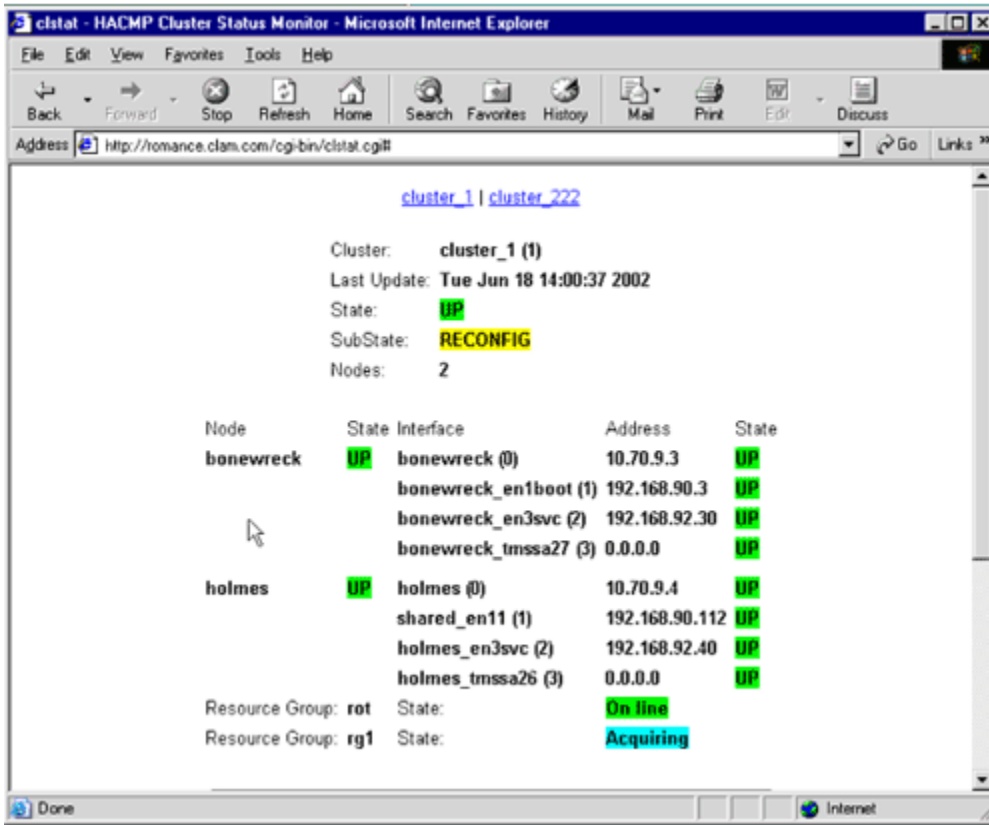 clstat - HACMP Cluster Status Monitor - Microsoft Internet Explorer
File Edit View Favorites Tools Help
Back Forward Stop Refresh Home Search Favorites History Mail Print Edit Discuss
Address http://romance.clam.com/cgi-bin/clstat.cgi# Go Links »
cluster_1 | cluster_222
Cluster: cluster_1 (1)
Last Update: Tue Jun 18 14:00:37 2002
State: UP
SubState: RECONFIG
Nodes: 2
Node State Interface Address State
bonewreck UP bonewreck (0) 10.70.9.3 UP
bonewreck_en1boot (1) 192.168.90.3 UP
bonewreck_en3svc (2) 192.168.92.30 UP
bonewreck_tmssa27 (3) 0.0.0.0 UP
holmes UP holmes (0) 10.70.9.4 UP
shared_en11 (1) 192.168.90.112 UP
holmes_en3svc (2) 192.168.92.40 UP
holmes_tmssa26 (3) 0.0.0.0 UP
Resource Group: rot State: On line
Resource Group: rg1 State: Acquiring
Done Internet